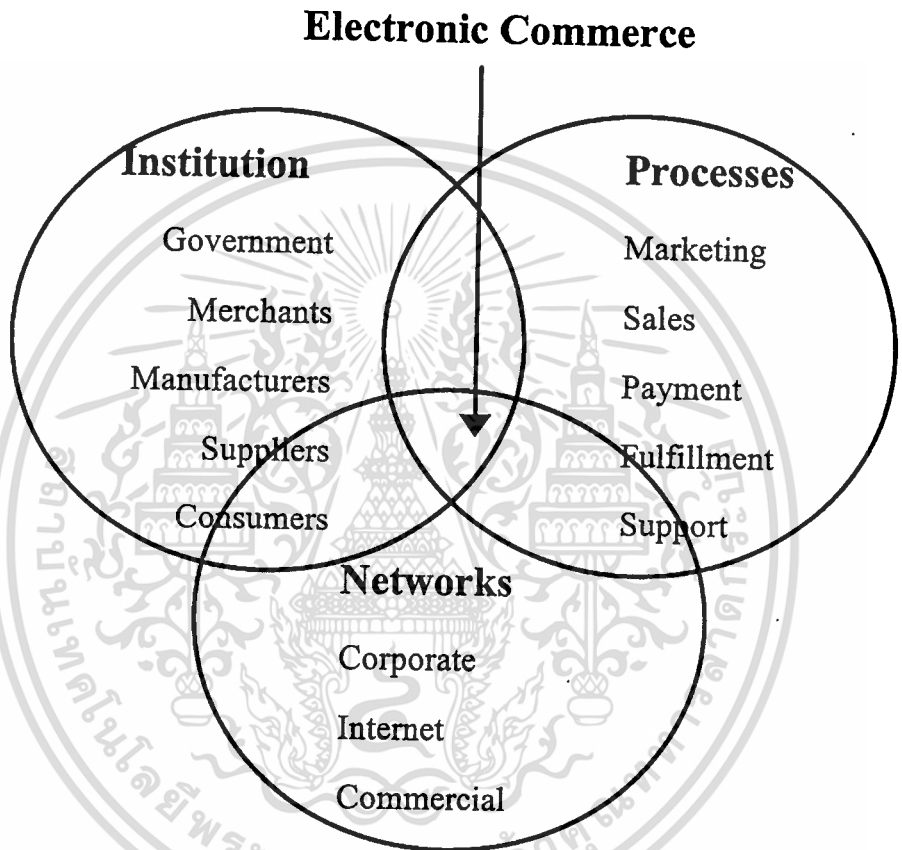 Electronic Commerce
Institution
Government
Merchants
Manufacturers
Suppliers
Consumers
Processes
Marketing
Sales
Payment
Fulfillment
Support
Networks
Corporate
Internet
Commercial